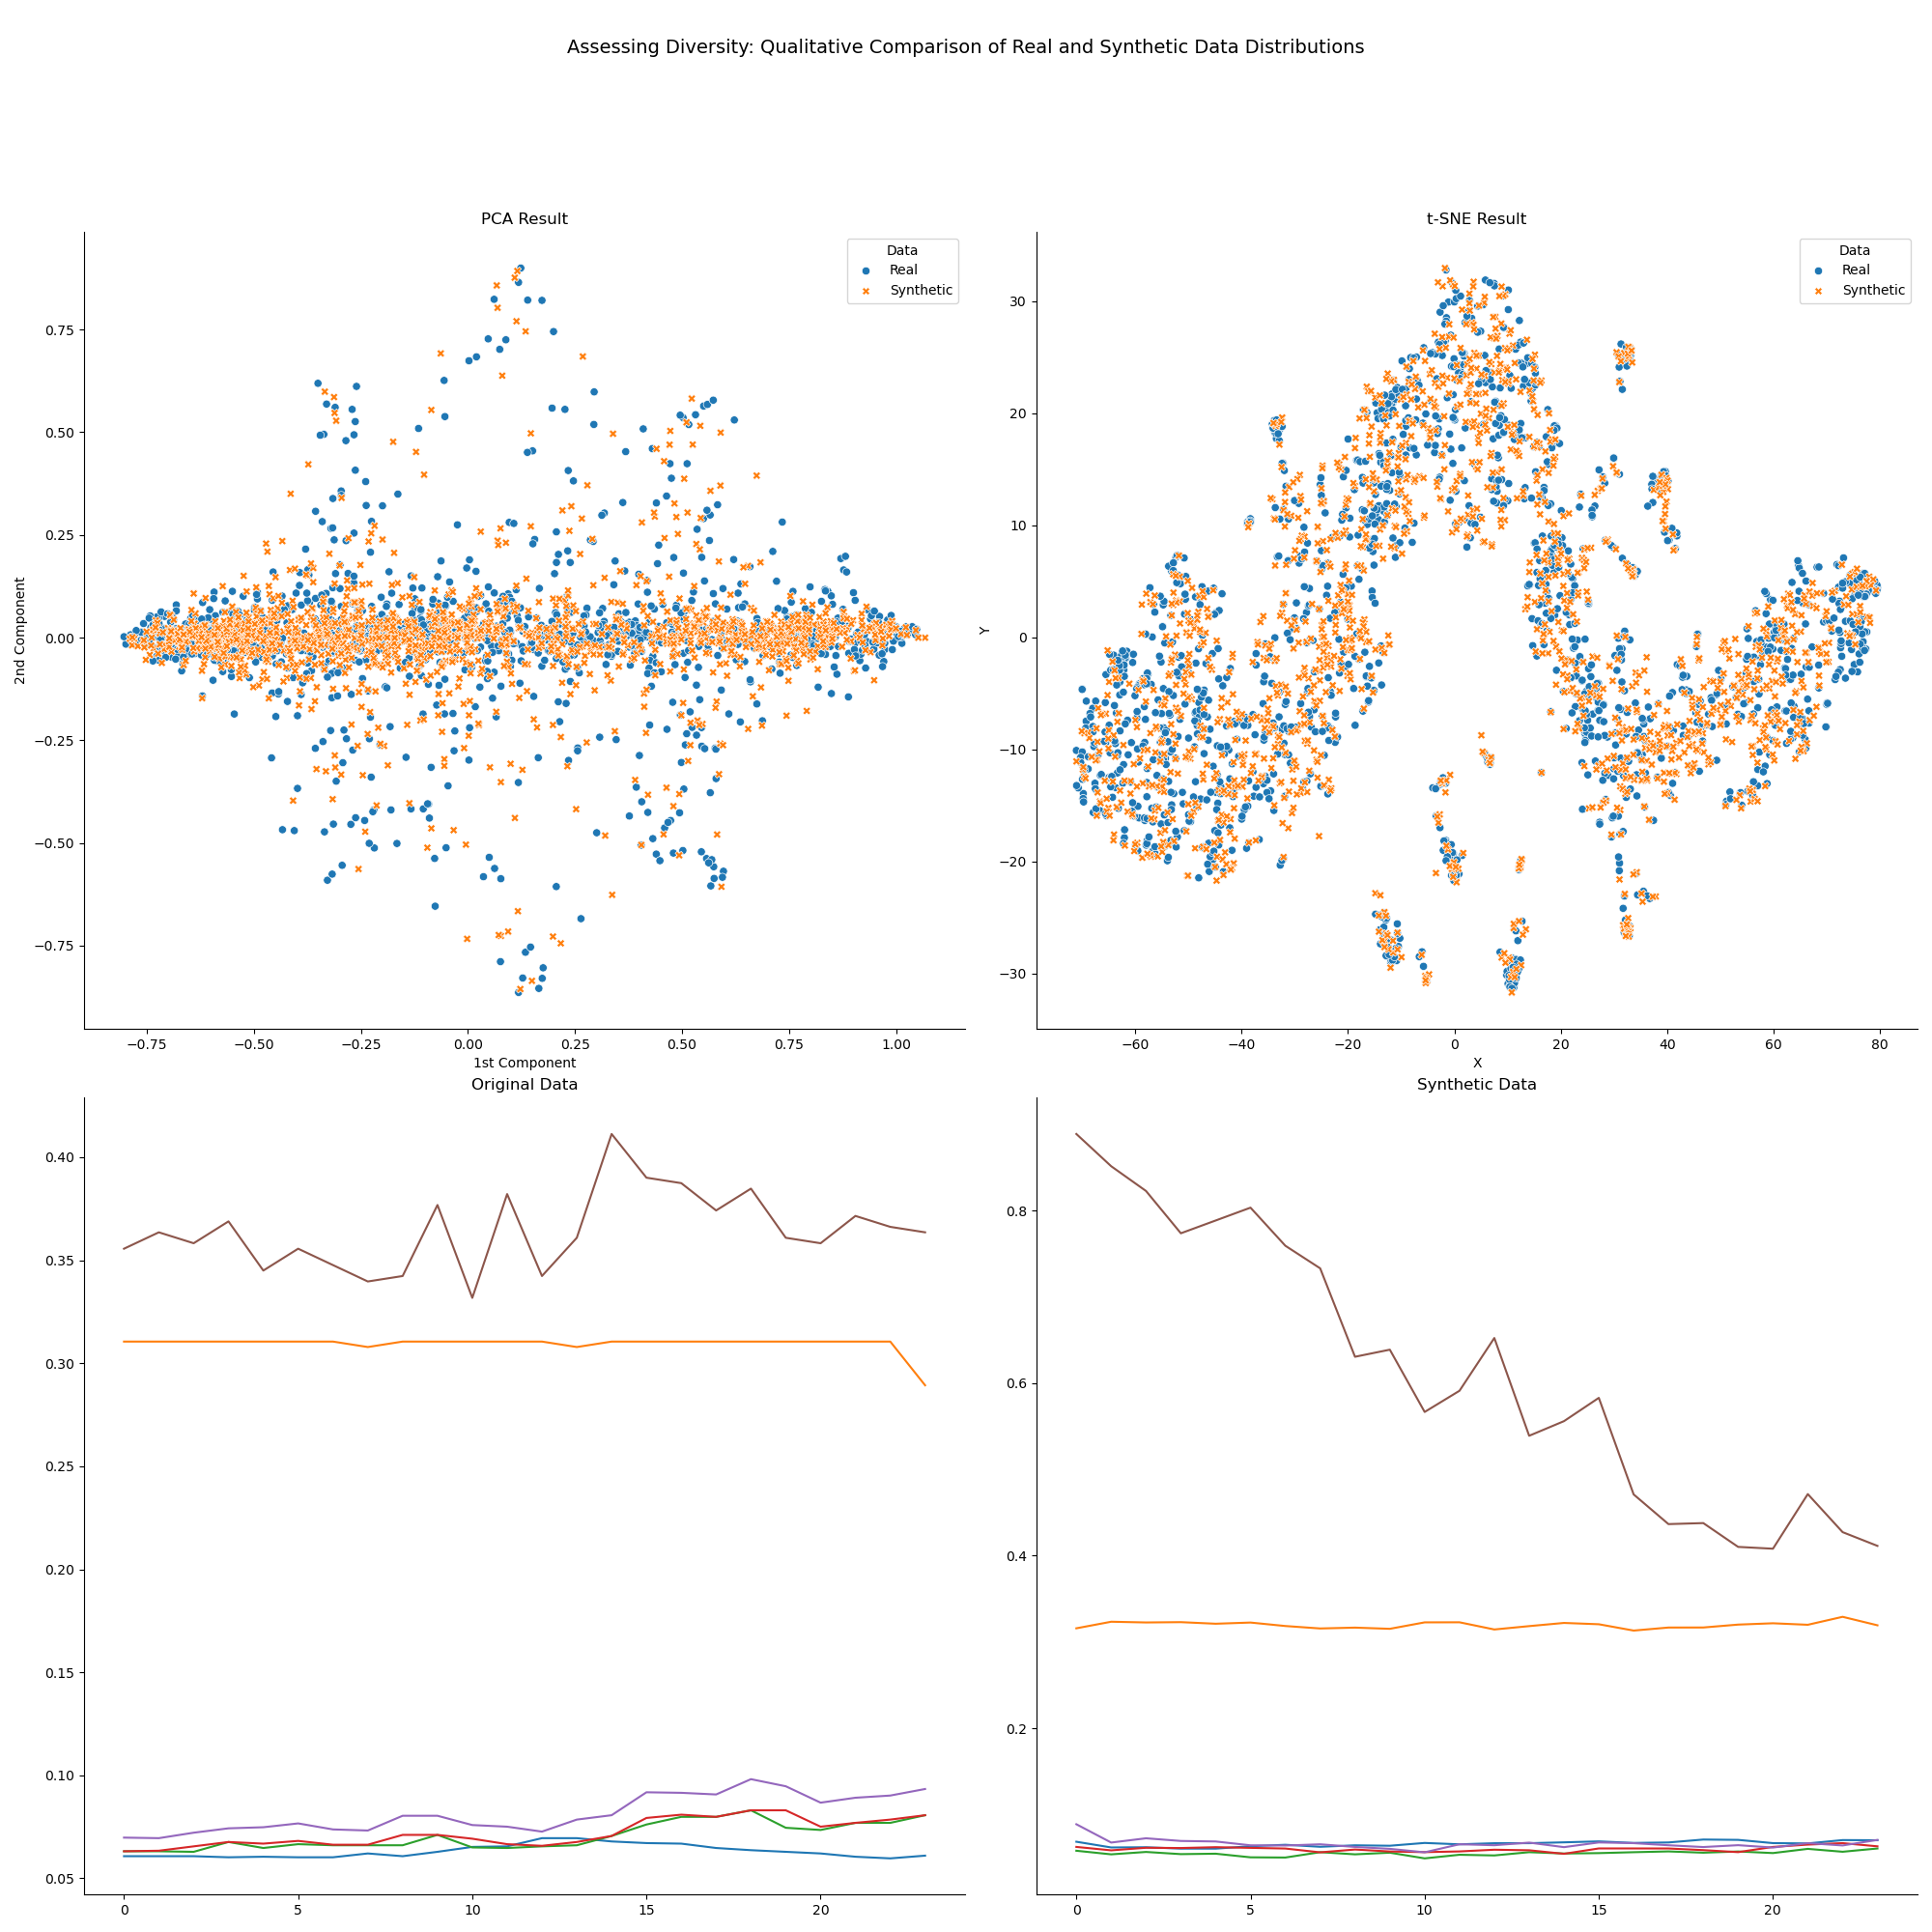 Assessing Diversity: Qualitative Comparison of Real and Synthetic Data Distributions
PCA Result
Data
Real
Synthetic
2nd Component
0.75
0.50
0.25
0.00
−0.25
−0.50
−0.75
−0.75 −0.50 −0.25 0.00 0.25 0.50 0.75 1.00
1st Component
t-SNE Result
Data
Real
Synthetic
Y
30
20
10
0
−10
−20
−30
−60 −40 −20 0 20 40 60 80
X
Original Data
0.40
0.35
0.30
0.25
0.20
0.15
0.10
0.05
0 5 10 15 20
Synthetic Data
0.8
0.6
0.4
0.2
0 5 10 15 20